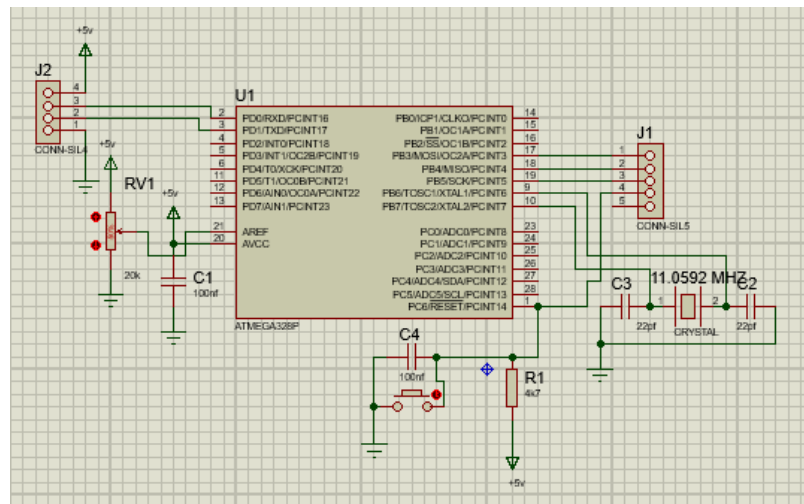 +5v
J2
4
3
2
1
CONN-SIL4
+5v
RV1
20k
+5v
C1
100nf
U1
2 PD0/RXD/PCINT16
3 PD1/TXD/PCINT17
4 PD2/INT0/PCINT18
5 PD3/INT1/OC2B/PCINT19
6 PD4/T0/XCK/PCINT20
11 PD5/T1/OC0B/PCINT21
12 PD6/AIN0/OC0A/PCINT22
13 PD7/AIN1/PCINT23
21 AREF
20 AVCC
PB0/ICP1/CLKO/PCINT0 14
PB1/OC1A/PCINT1 15
PB2/SS/OC1B/PCINT2 16
PB3/MOSI/OC2A/PCINT3 17
PB4/MISO/PCINT4 18
PB5/SCK/PCINT5 19
PB6/TOSC1/XTAL1/PCINT6 9
PB7/TOSC2/XTAL2/PCINT7 10
PC0/ADC0/PCINT8 23
PC1/ADC1/PCINT9 24
PC2/ADC2/PCINT10 25
PC3/ADC3/PCINT11 26
PC4/ADC4/SDA/PCINT12 27
PC5/ADC5/SCL/PCINT13 28
PC6/RESET/PCINT14 1
ATMEGA328P
J1
1
2
3
4
5
CONN-SIL5
C3
22pf
11.0592 MHZ
1
2
CRYSTAL
C2
22pf
C4
100nf
R1
4k7
+5v